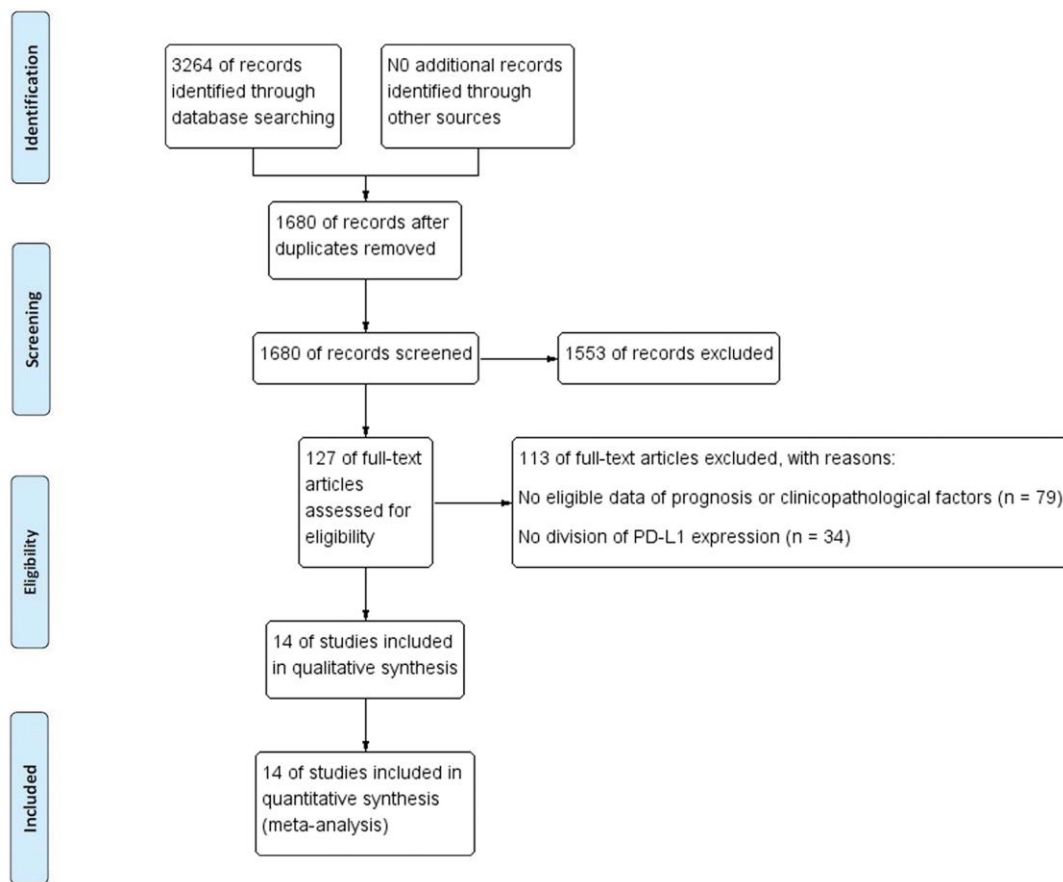 Identification
3264 of records
identified through
database searching
N0 additional records
identified through
other sources
1680 of records after
duplicates removed
Screening
1680 of records screened
1553 of records excluded
Eligibility
127 of full-text
articles
assessed for
eligibility
113 of full-text articles excluded, with reasons:
No eligible data of prognosis or clinicopathological factors (n = 79)
No division of PD-L1 expression (n = 34)
14 of studies included
in qualitative synthesis
Included
14 of studies included in
quantitative synthesis
(meta-analysis)